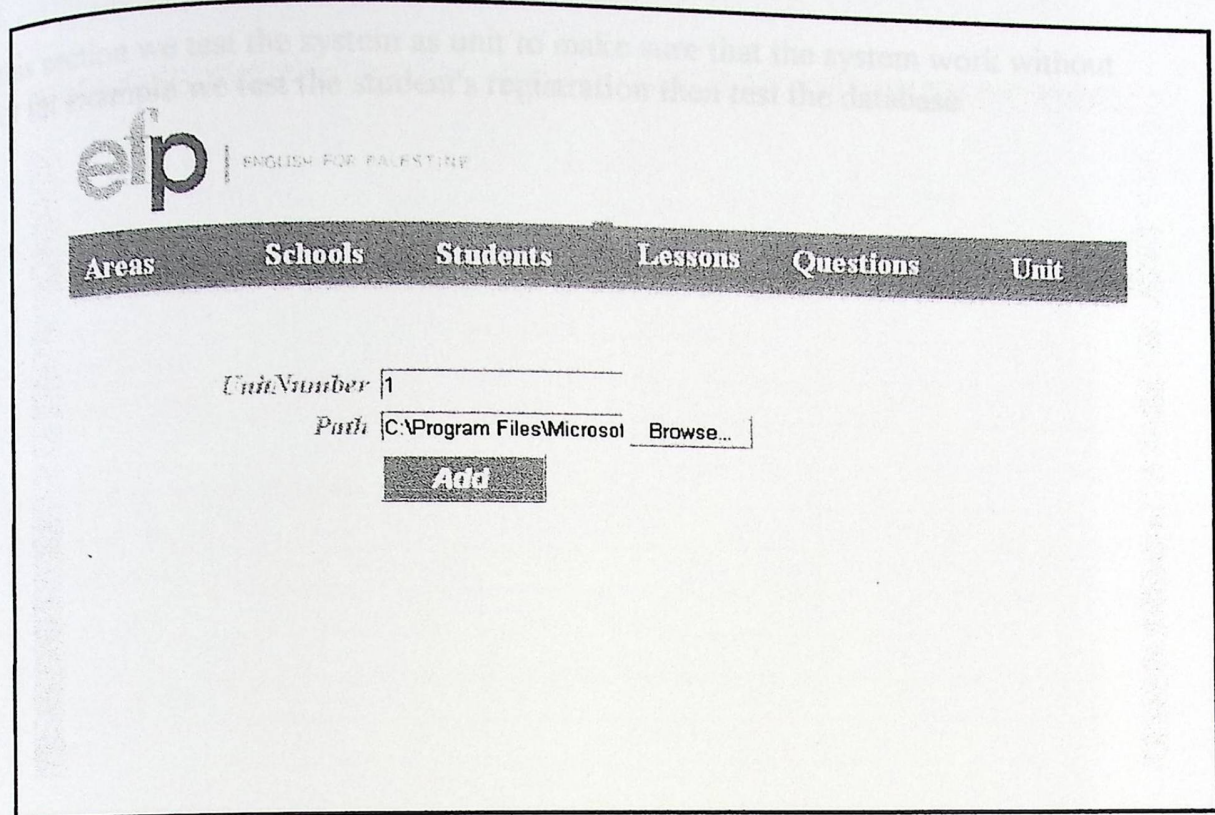 section we test the system as unit to make sure that the system work without
example we test the student's registration then test the database
efp | ENGLISH FOR PALESTINE
Areas Schools Students Lessons Questions Unit
UnitNumber 1
Path C:\Program Files\Microsof Browse...
Add